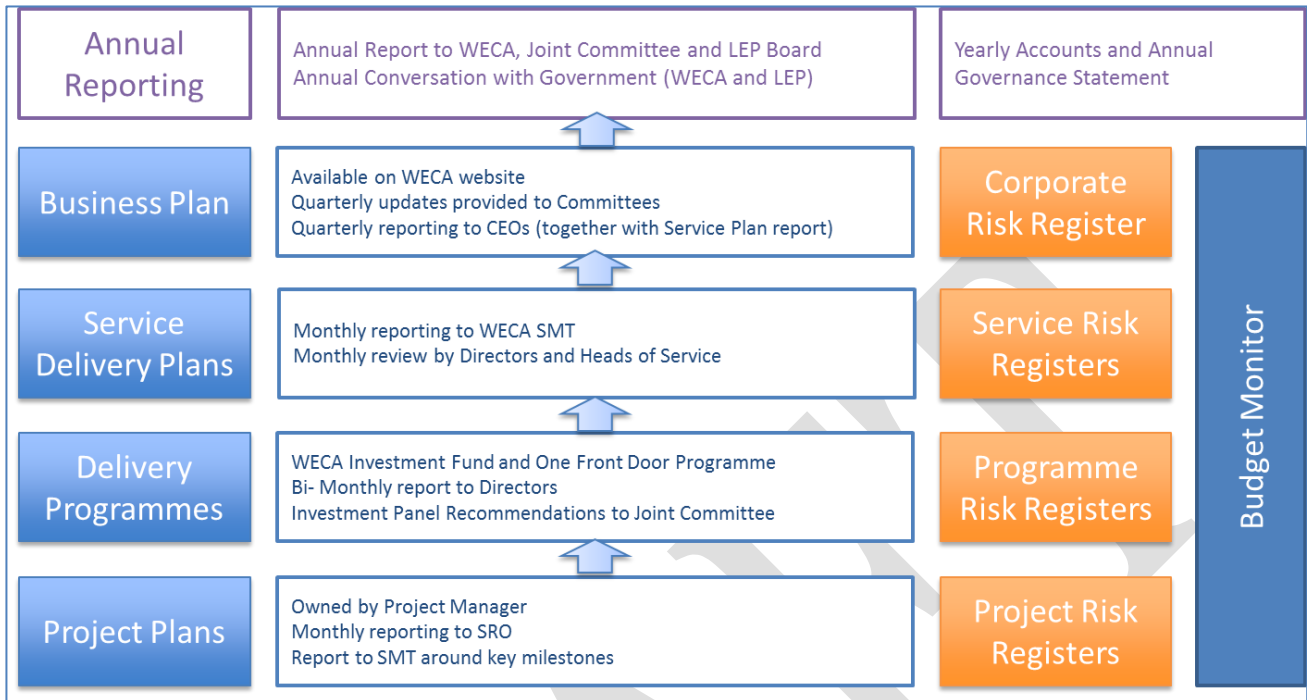 Annual
Reporting
Annual Report to WECA, Joint Committee and LEP Board
Annual Conversation with Government (WECA and LEP)
Yearly Accounts and Annual
Governance Statement
Business Plan
Available on WECA website
Quarterly updates provided to Committees
Quarterly reporting to CEOs (together with Service Plan report)
Corporate
Risk Register
Service
Delivery Plans
Monthly reporting to WECA SMT
Monthly review by Directors and Heads of Service
Service Risk
Registers
Delivery
Programmes
WECA Investment Fund and One Front Door Programme
Bi- Monthly report to Directors
Investment Panel Recommendations to Joint Committee
Programme
Risk Registers
Project Plans
Owned by Project Manager
Monthly reporting to SRO
Report to SMT around key milestones
Project Risk
Registers
Budget Monitor